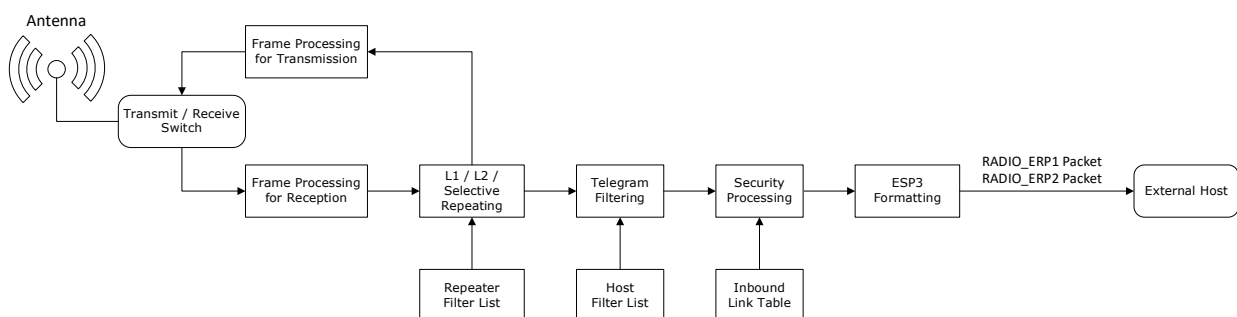 Antenna
Frame Processing
for Transmission
Transmit / Receive
Switch
Frame Processing
for Reception
L1 / L2 /
Selective
Repeating
Telegram
Filtering
Security
Processing
ESP3
Formatting
RADIO_ERP1 Packet
RADIO_ERP2 Packet
External Host
Repeater
Filter List
Host
Filter List
Inbound
Link Table